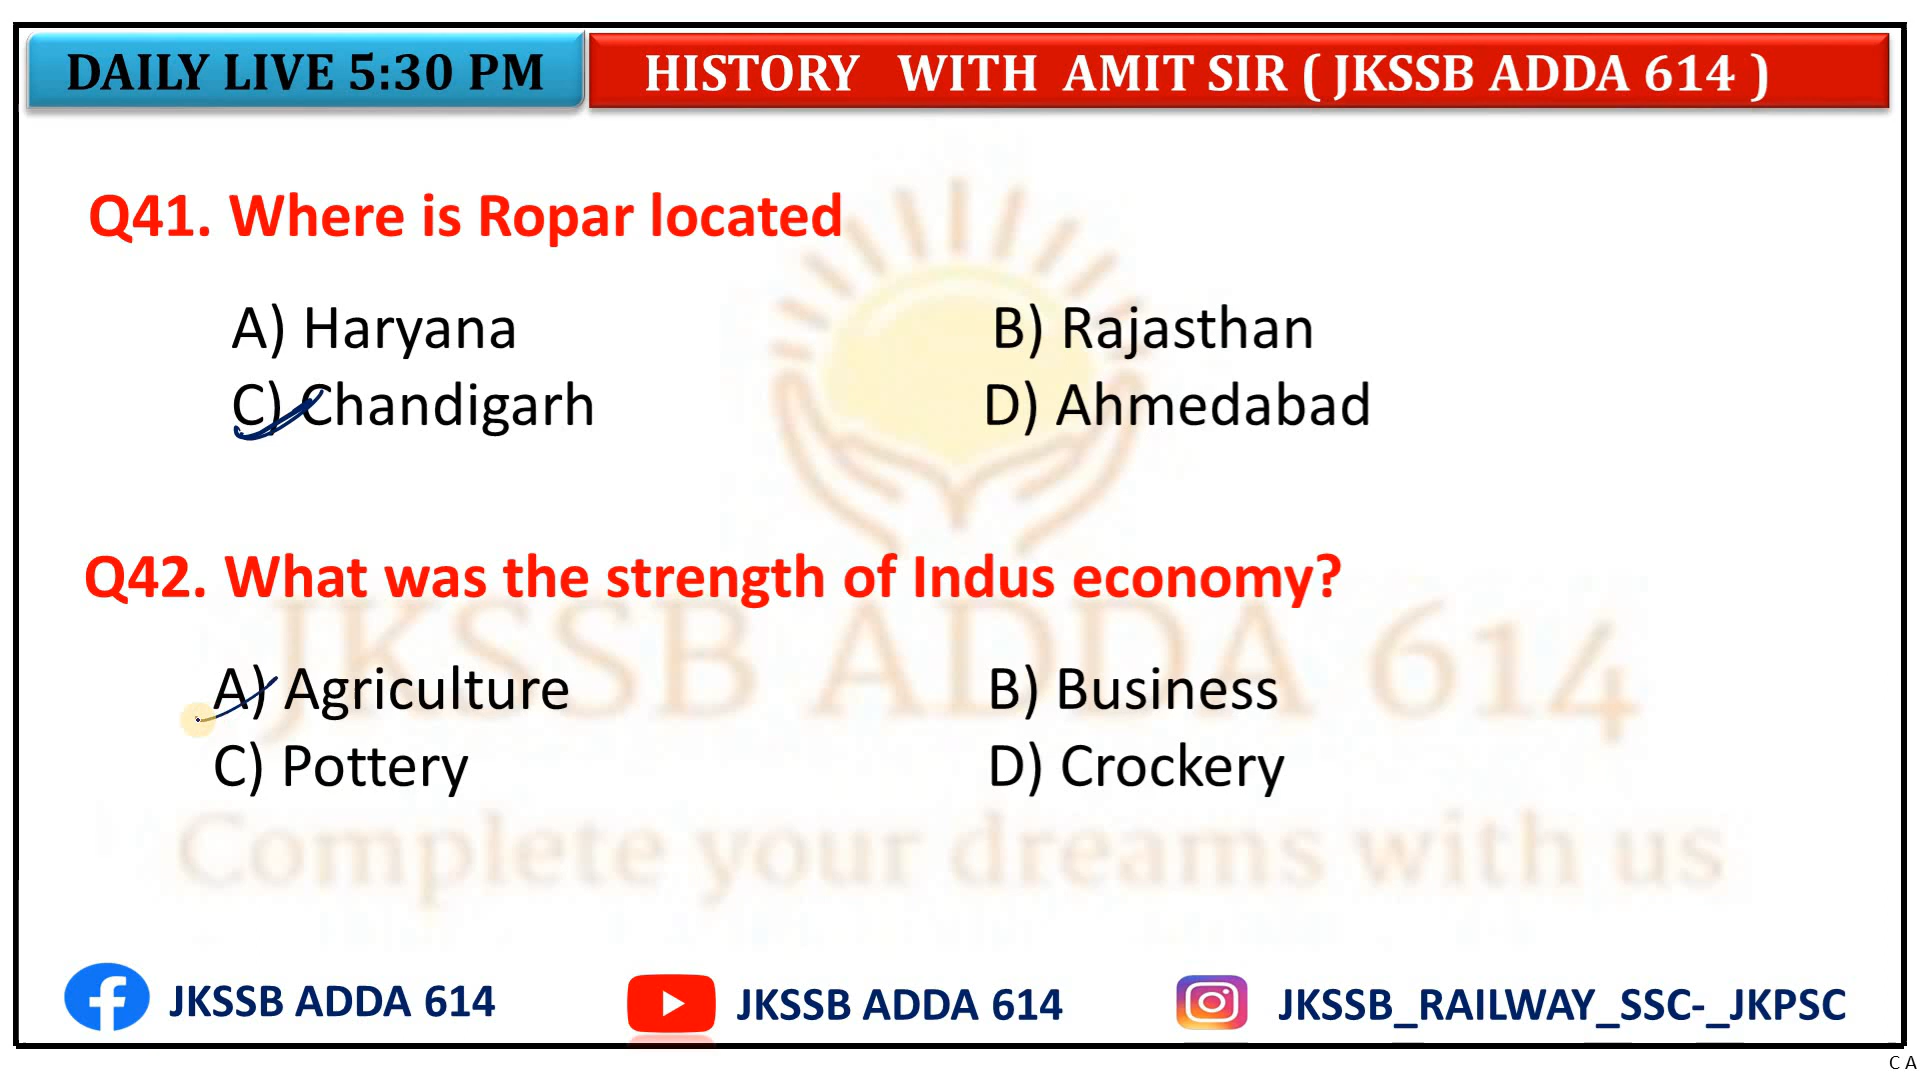 DAILY LIVE 5:30 PM
HISTORY WITH AMIT SIR ( JKSSB ADDA 614 )
Q41. Where is Ropar located
A) Haryana B) Rajasthan
C) Chandigarh D) Ahmedabad
Q42. What was the strength of Indus economy?
JKSSB ADDA 614
A) Agriculture B) Business
C) Pottery D) Crockery
Complete your dreams with us
JKSSB ADDA 614 JKSSB ADDA 614 JKSSB_RAILWAY_SSC-_JKPSC
C A